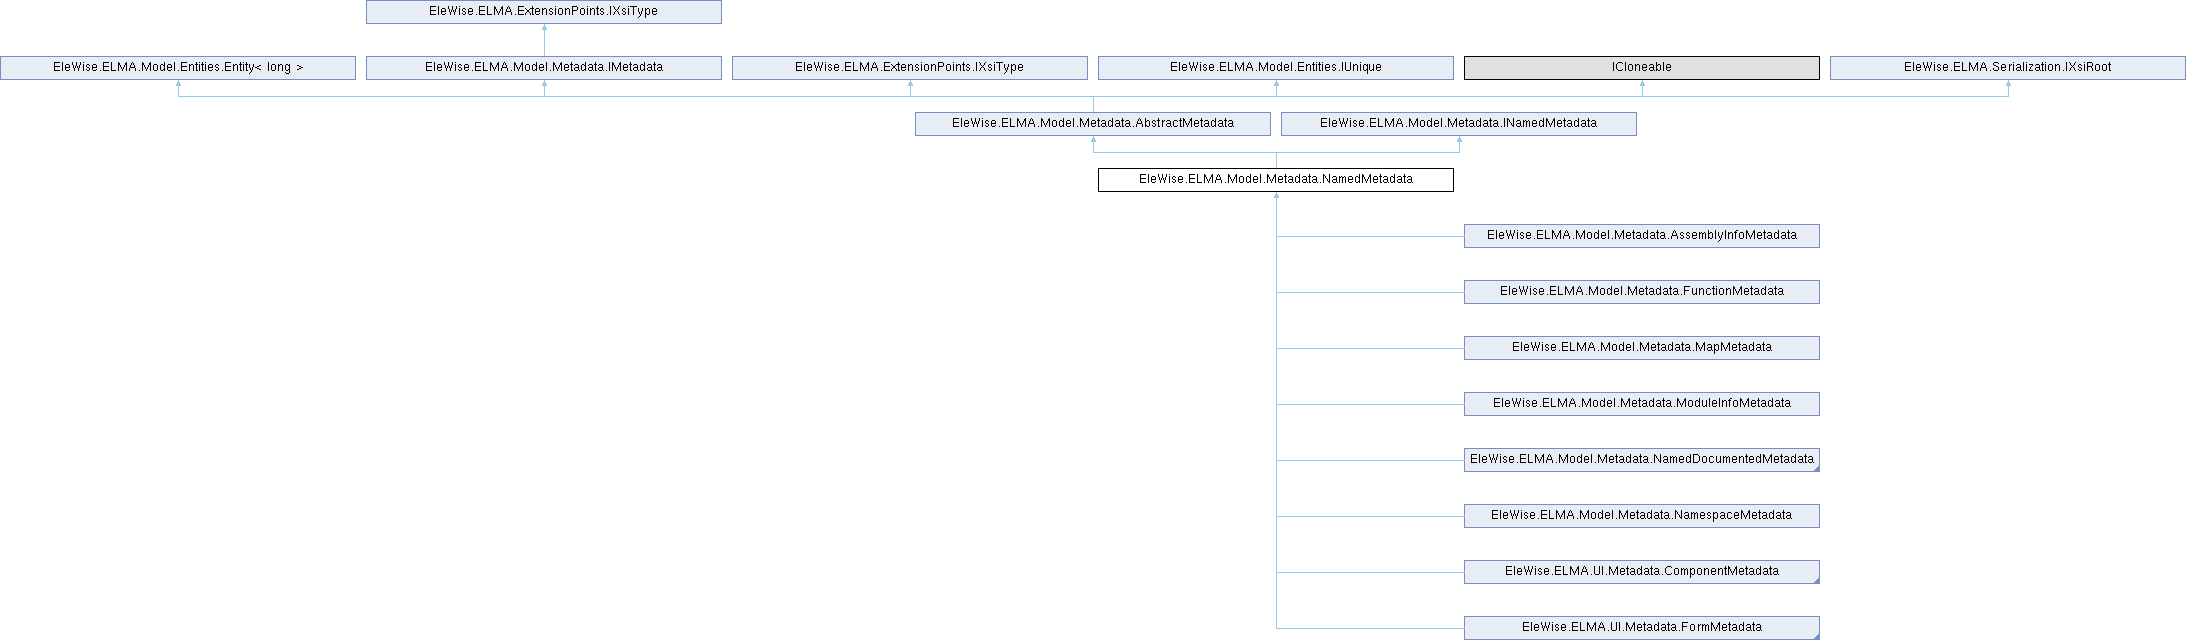 EleWise.ELMA.ExtensionPoints.IXsiType
EleWise.ELMA.Model.Entities.Entity< long >
EleWise.ELMA.Model.Metadata.IMetadata
EleWise.ELMA.ExtensionPoints.IXsiType
EleWise.ELMA.Model.Entities.IUnique
ICloneable
EleWise.ELMA.Serialization.IXsiRoot
EleWise.ELMA.Model.Metadata.AbstractMetadata
EleWise.ELMA.Model.Metadata.INamedMetadata
EleWise.ELMA.Model.Metadata.NamedMetadata
EleWise.ELMA.Model.Metadata.AssemblyInfoMetadata
EleWise.ELMA.Model.Metadata.FunctionMetadata
EleWise.ELMA.Model.Metadata.MapMetadata
EleWise.ELMA.Model.Metadata.ModuleInfoMetadata
EleWise.ELMA.Model.Metadata.NamedDocumentedMetadata
EleWise.ELMA.Model.Metadata.NamespaceMetadata
EleWise.ELMA.UI.Metadata.ComponentMetadata
EleWise.ELMA.UI.Metadata.FormMetadata